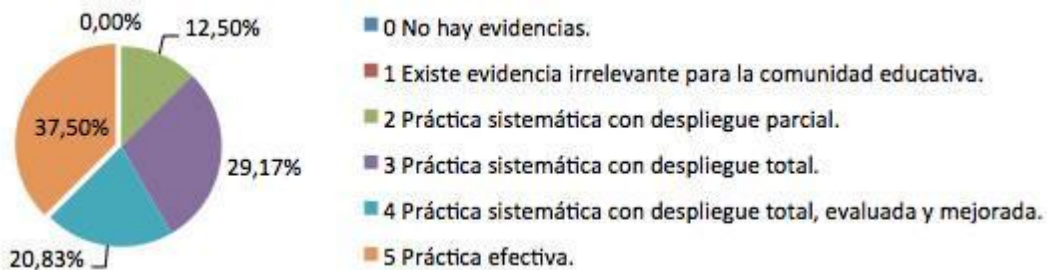 0,00%
12,50%
37,50%
29,17%
20,83%
0 No hay evidencias.
1 Existe evidencia irrelevante para la comunidad educativa.
2 Práctica sistemática con despliegue parcial.
3 Práctica sistemática con despliegue total.
4 Práctica sistemática con despliegue total, evaluada y mejorada.
5 Práctica efectiva.